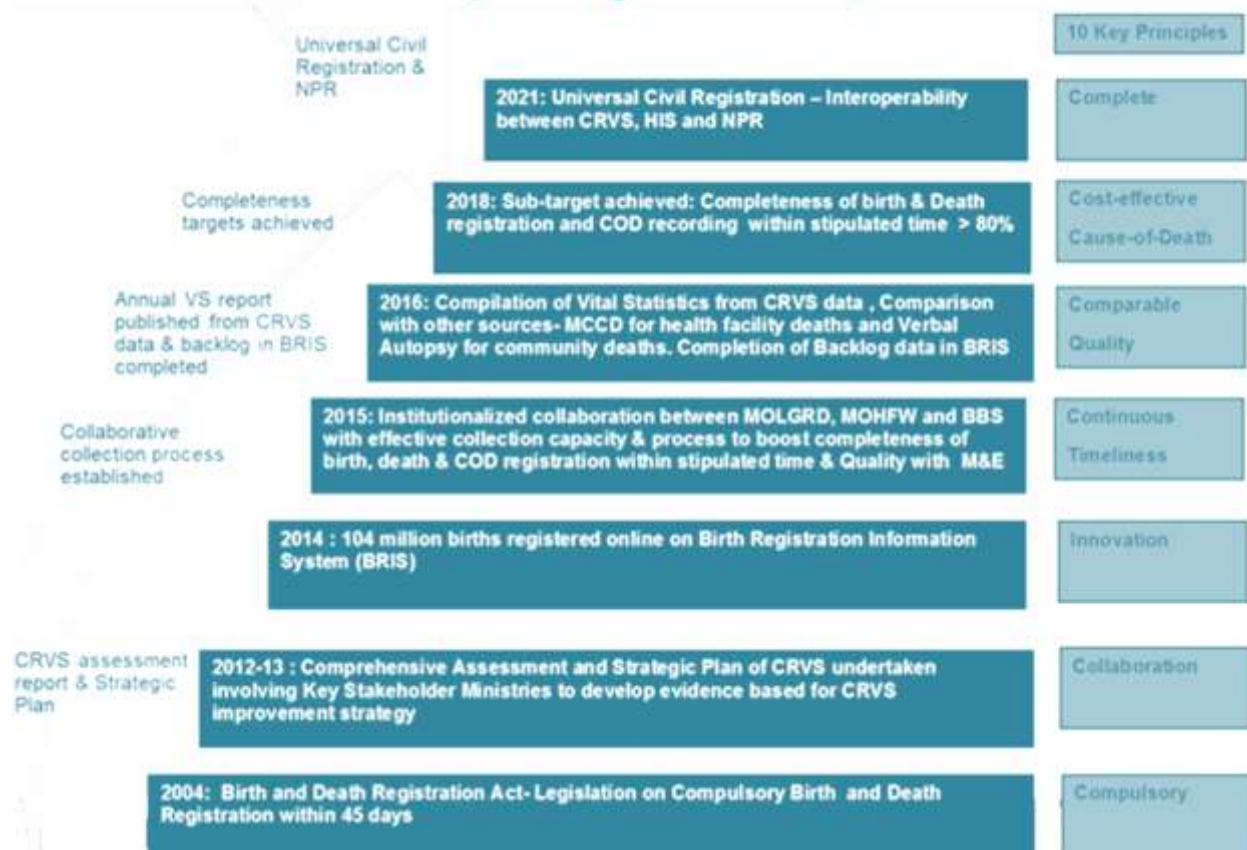 10 Key Principles
Universal Civil
Registration &
NPR
2021: Universal Civil Registration – Interoperability
between CRVS, HIS and NPR
Complete
Completeness
targets achieved
2018: Sub-target achieved: Completeness of birth & Death
registration and COD recording within stipulated time > 80%
Cost-effective
Cause-of-Death
Annual VS report
published from CRVS
data & backlog in BRIS
completed
2016: Compilation of Vital Statistics from CRVS data , Comparison
with other sources- MCCD for health facility deaths and Verbal
Autopsy for community deaths. Completion of Backlog data in BRIS
Comparable
Quality
Collaborative
collection process
established
2015: Institutionalized collaboration between MOLGRD, MOHFW and BBS
with effective collection capacity & process to boost completeness of
birth, death & COD registration within stipulated time & Quality with M&E
Continuous
Timeliness
2014 : 104 million births registered online on Birth Registration Information
System (BRIS)
Innovation
CRVS assessment
report & Strategic
Plan
2012-13 : Comprehensive Assessment and Strategic Plan of CRVS undertaken
involving Key Stakeholder Ministries to develop evidence based for CRVS
improvement strategy
Collaboration
2004: Birth and Death Registration Act- Legislation on Compulsory Birth and Death
Registration within 45 days
Compulsory